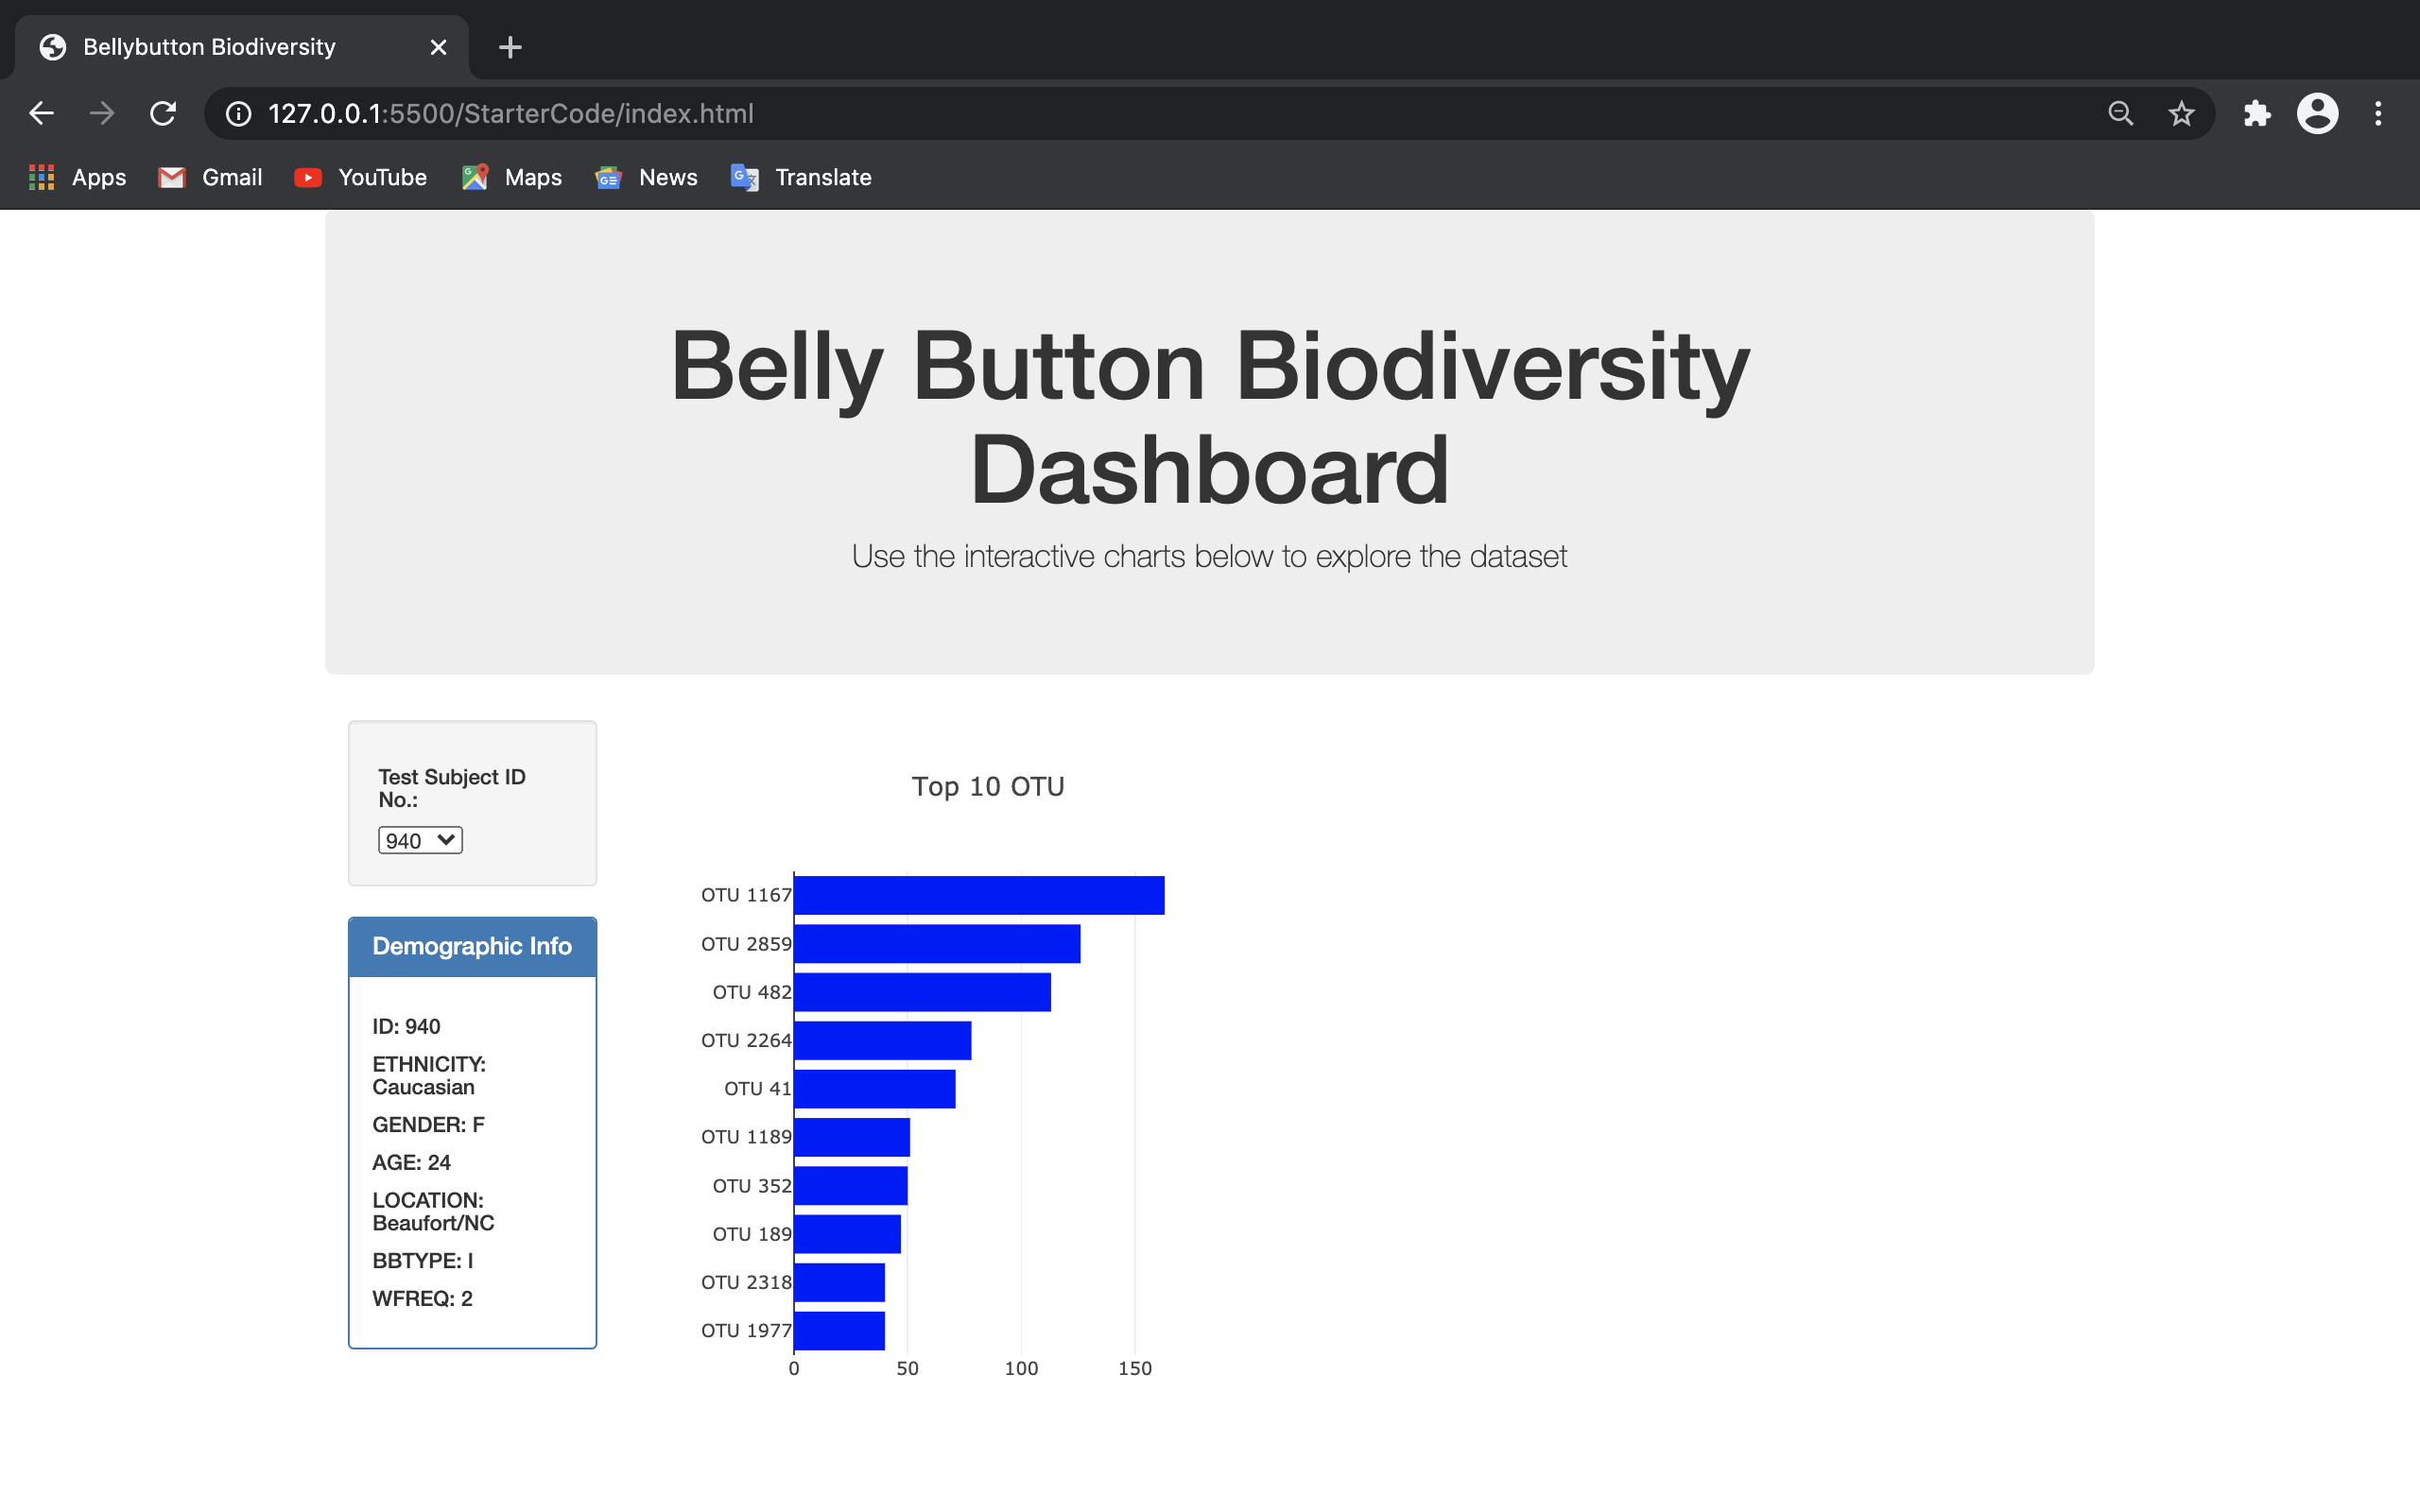 Bellybutton Biodiversity
127.0.0.1:5500/StarterCode/index.html
Apps
Gmail
YouTube
Maps
News
Translate
Belly Button Biodiversity
Dashboard
Use the interactive charts below to explore the dataset
Test Subject ID
No.:
940
Demographic Info
ID: 940
ETHNICITY:
Caucasian
GENDER: F
AGE: 24
LOCATION:
Beaufort/NC
BBTYPE: I
WFREQ: 2
Top 10 OTU
OTU 1167
OTU 2859
OTU 482
OTU 2264
OTU 41
OTU 1189
OTU 352
OTU 189
OTU 2318
OTU 1977
0 50 100 150